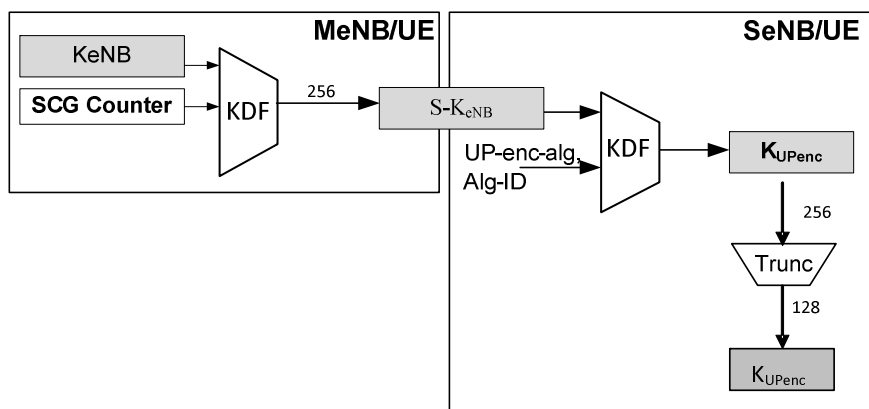 MeNB/UE
KeNB
SCG Counter
KDF
256
S-KeNB
SeNB/UE
UP-enc-alg,
Alg-ID
KDF
KUPenc
256
Trunc
128
KUPenc